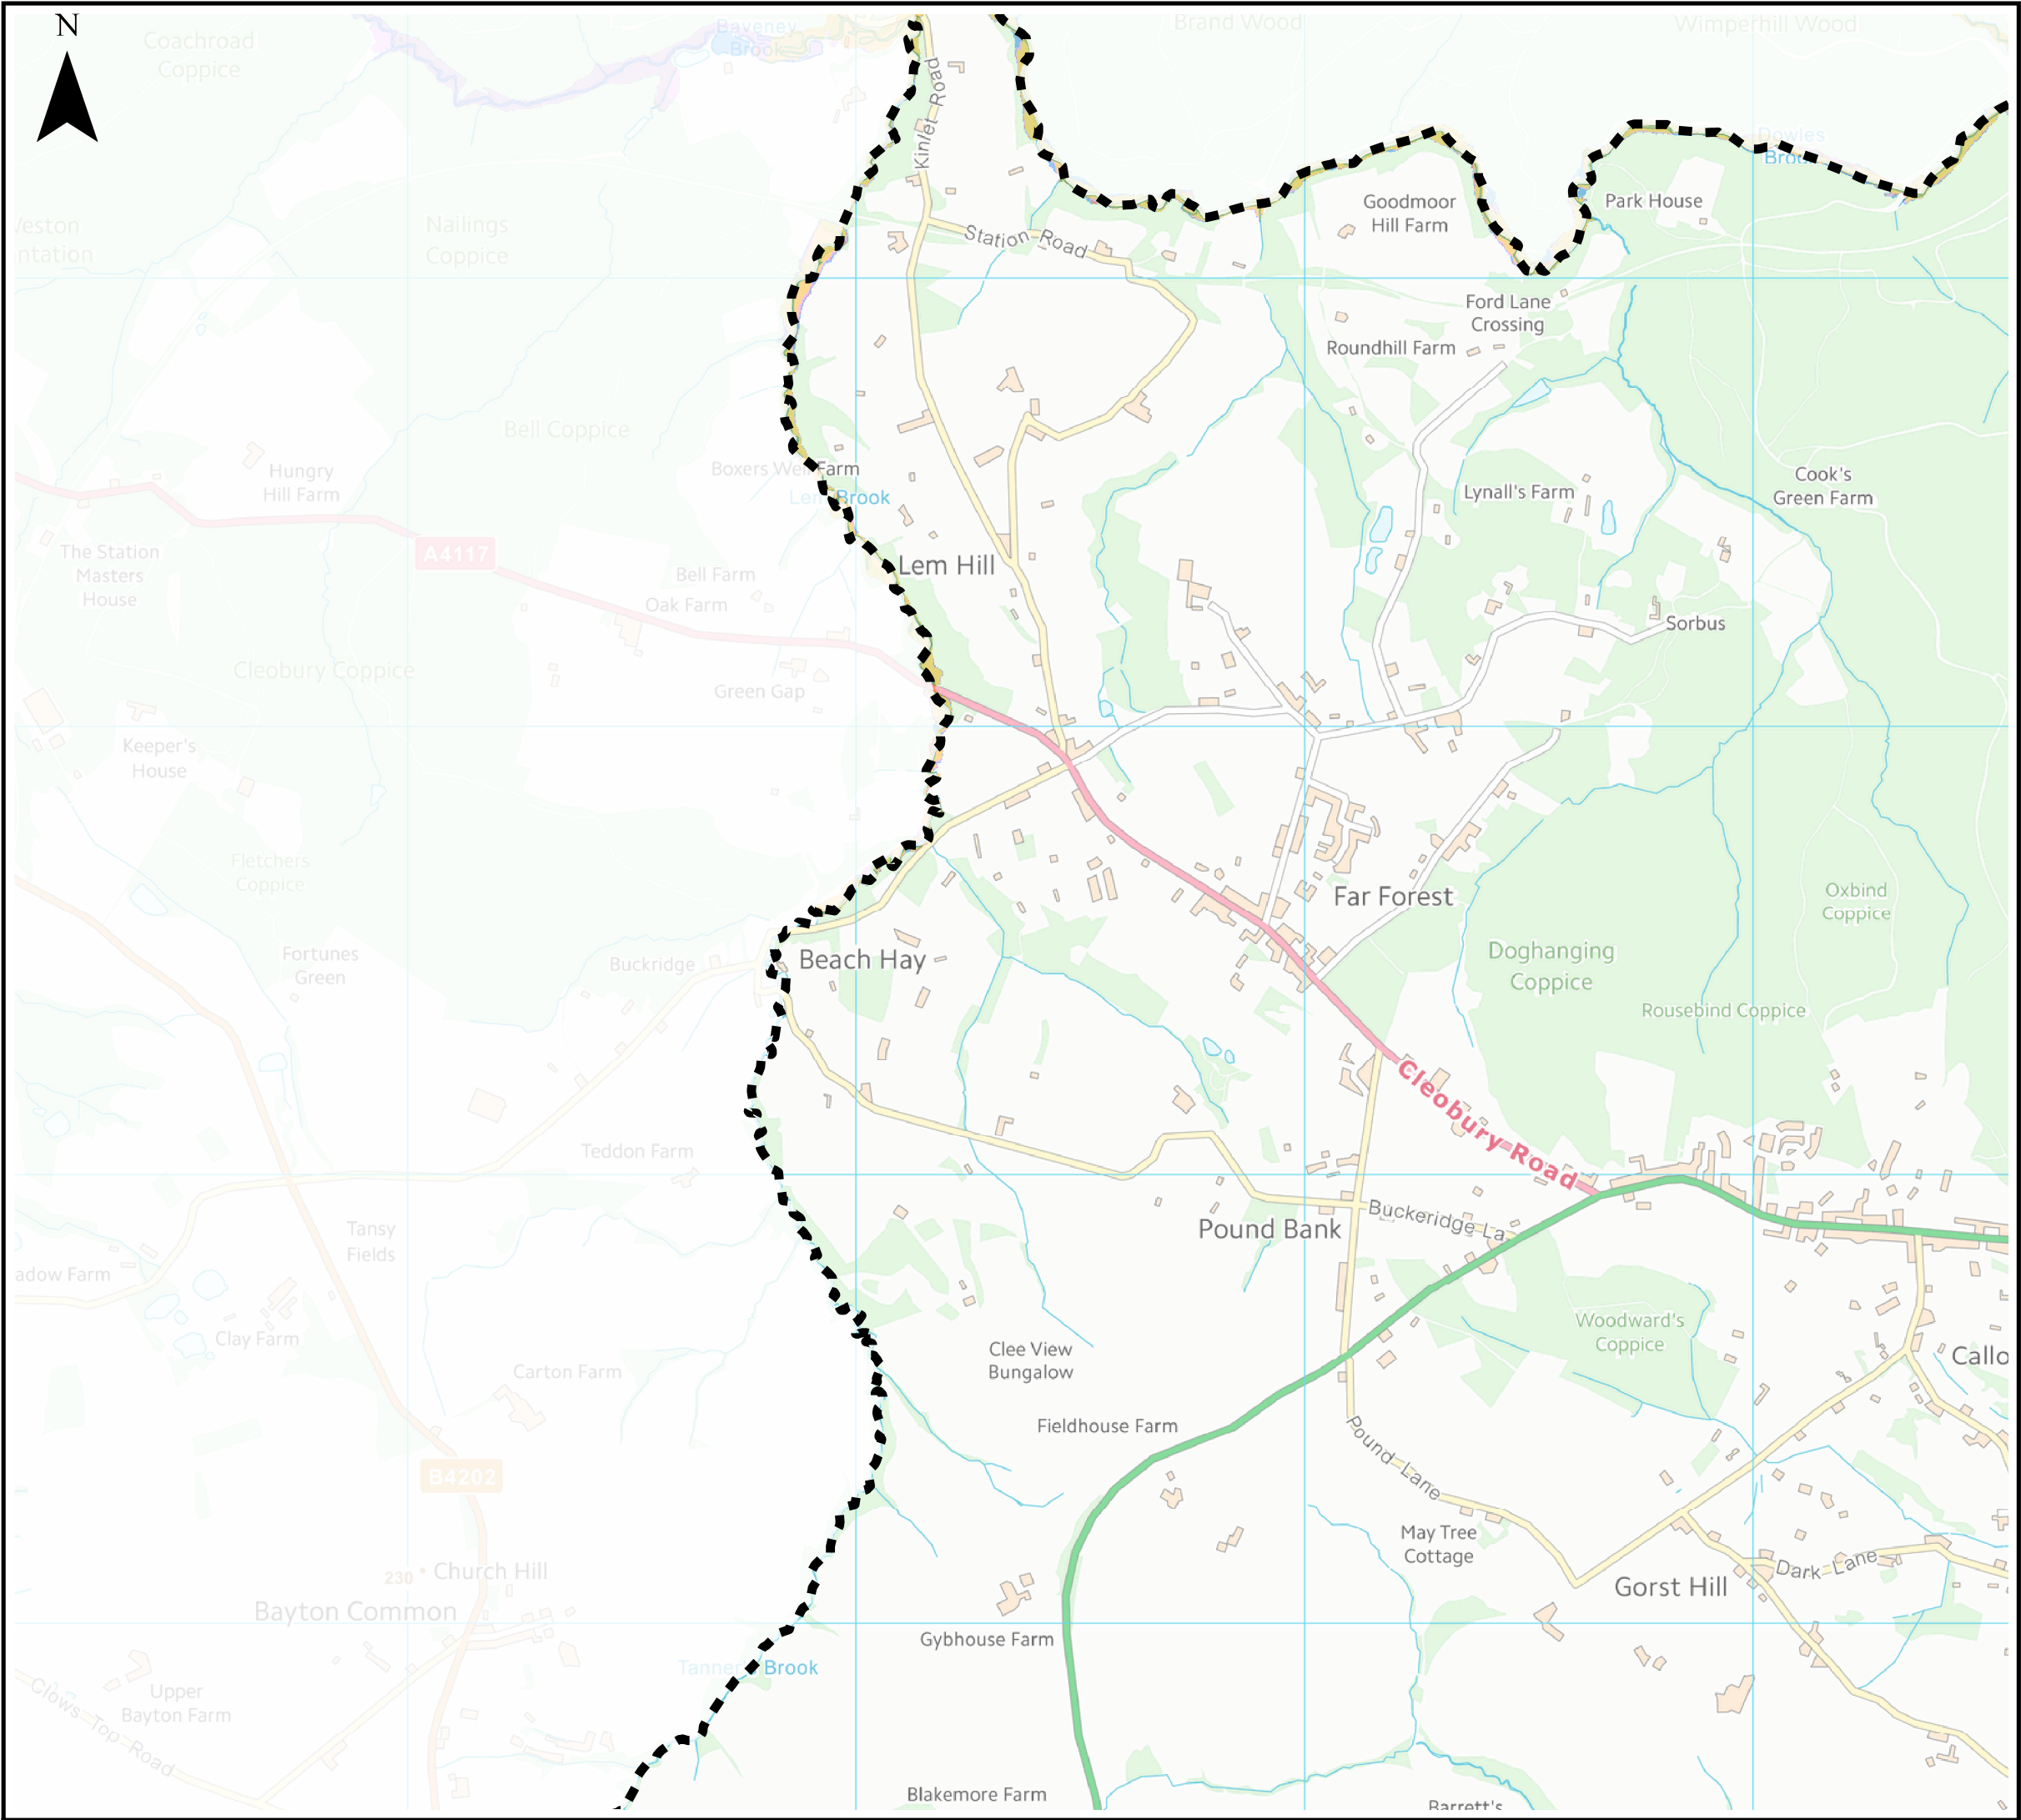 N
Coachroad
Coppice
Baveney
Brook
Brand Wood
Wimperhill Wood
Kinlet Road
Dowles
Park House
Goodmoor
Hill Farm
Nailings
Coppice
Station Road
Ford Lane
Crossing
Roundhill Farm
Bell Coppice
Hungry
Hill Farm
Farm
Brook
Lynall's Farm
Cook's
Green Farm
A4117
The Station
Masters
House
Lem Hill
Bell Farm
Oak Farm
Sorbus
Cleobury Coppice
Green Gap
Keeper's
House
Fletchers
Coppice
Far Forest
Oxbind
Coppice
Fortunes
Green
Buckridge
Beach Hay
Doghanging
Coppice
Rousebind Coppice
Cleobury Road
Teddon Farm
Tansy
Fields
Pound Bank
Buckeridge La
adow Farm
Clay Farm
Woodward's
Coppice
Clee View
Bungalow
Callo
Carton Farm
Fieldhouse Farm
Pound Lane
B4202
May Tree
Cottage
Dark Lane
230
Church Hill
Bayton Common
Gorst Hill
Gybhouse Farm
Brook
Upper
Bayton Farm
Clows Top Road
Blakemore Farm
Barrett's